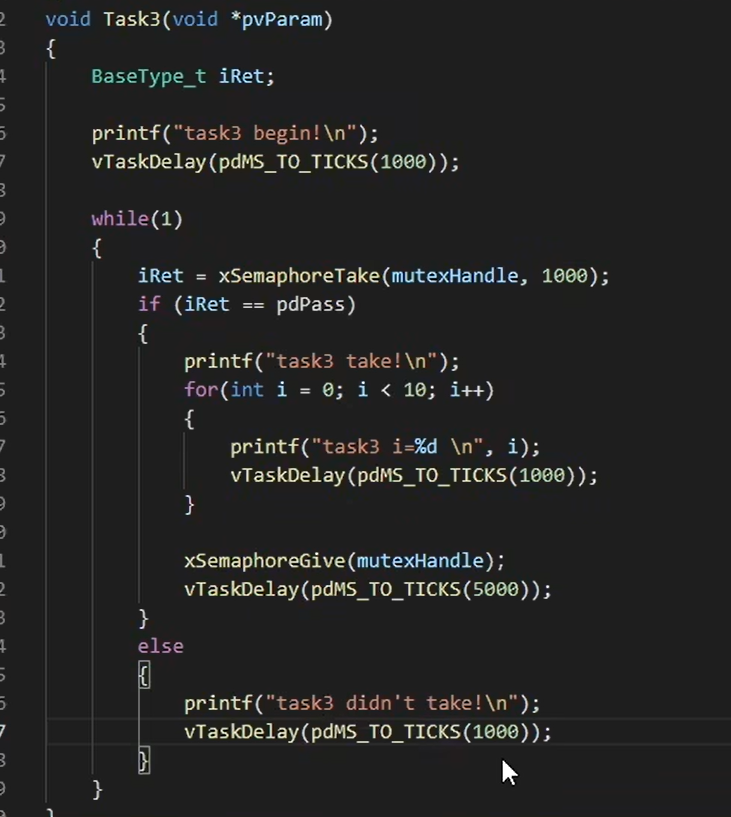 2 void Task3(void *pvParam)
3 {
4 BaseType_t iRet;
5
6 printf("task3 begin!\n");
7 vTaskDelay(pdMS_TO_TICKS(1000));
8
9 while(1)
0 {
1 iRet = xSemaphoreTake(mutexHandle, 1000);
2 if (iRet == pdPass)
3 {
4 printf("task3 take!\n");
5 for(int i = 0; i < 10; i++)
6 {
7 printf("task3 i=%d \n", i);
8 vTaskDelay(pdMS_TO_TICKS(1000));
9 }
0
1 xSemaphoreGive(mutexHandle);
2 vTaskDelay(pdMS_TO_TICKS(5000));
3 }
4 else
5 {
6 printf("task3 didn't take!\n");
7 vTaskDelay(pdMS_TO_TICKS(1000));
8 }
9 }